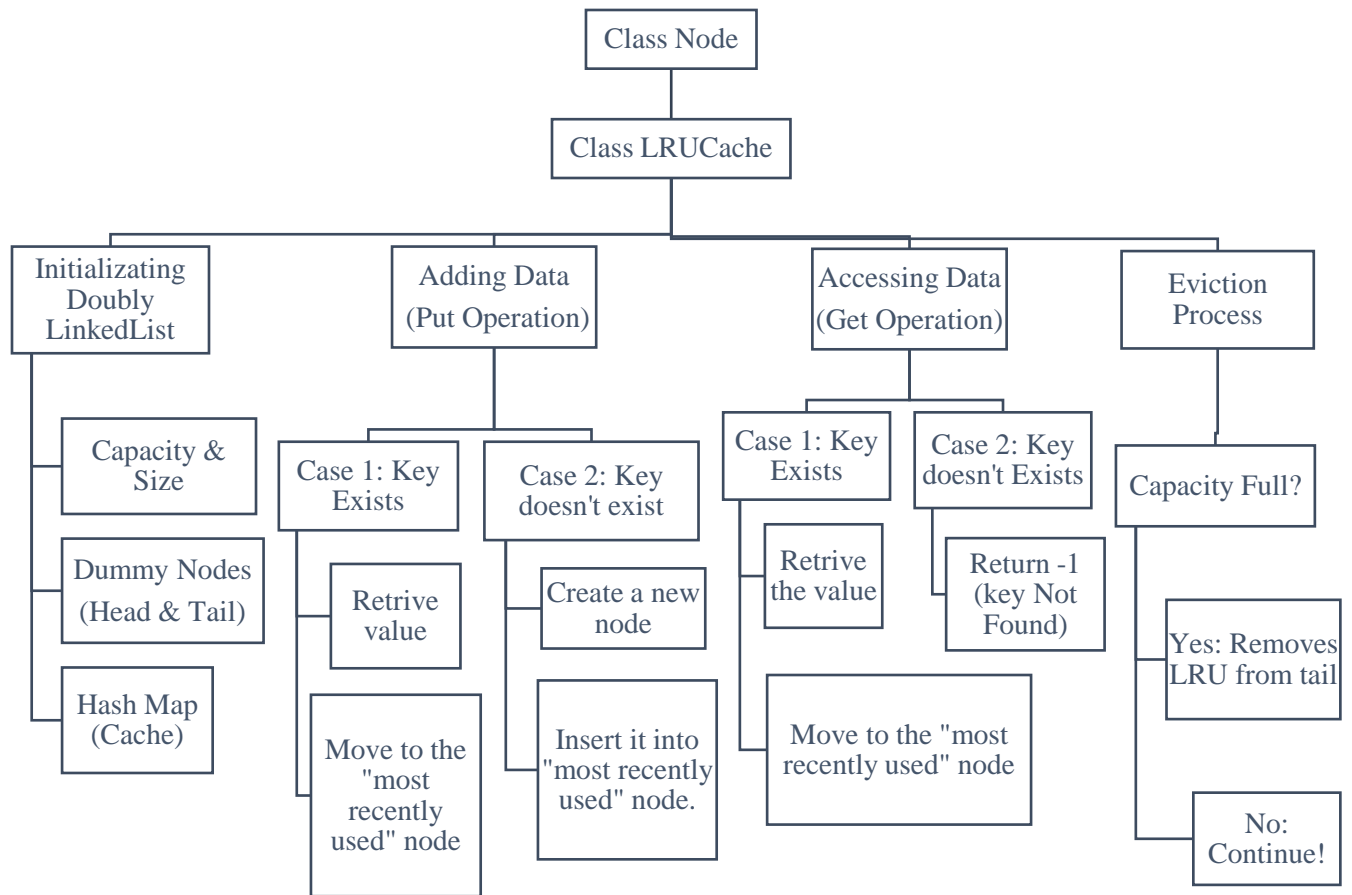 Class Node
Class LRUCache
Initializating
Doubly
LinkedList
Capacity &
Size
Dummy Nodes
(Head & Tail)
Hash Map
(Cache)
Adding Data
(Put Operation)
Case 1: Key
Exists
Retrive
value
Move to the
"most
recently
used" node
Case 2: Key
doesn't exist
Create a new
node
Insert it into
"most recently
used" node.
Accessing Data
(Get Operation)
Case 1: Key
Exists
Retrive
the value
Move to the "most
recently used" node
Case 2: Key
doesn't Exists
Return -1
(key Not
Found)
Eviction
Process
Capacity Full?
Yes: Removes
LRU from tail
No:
Continue!